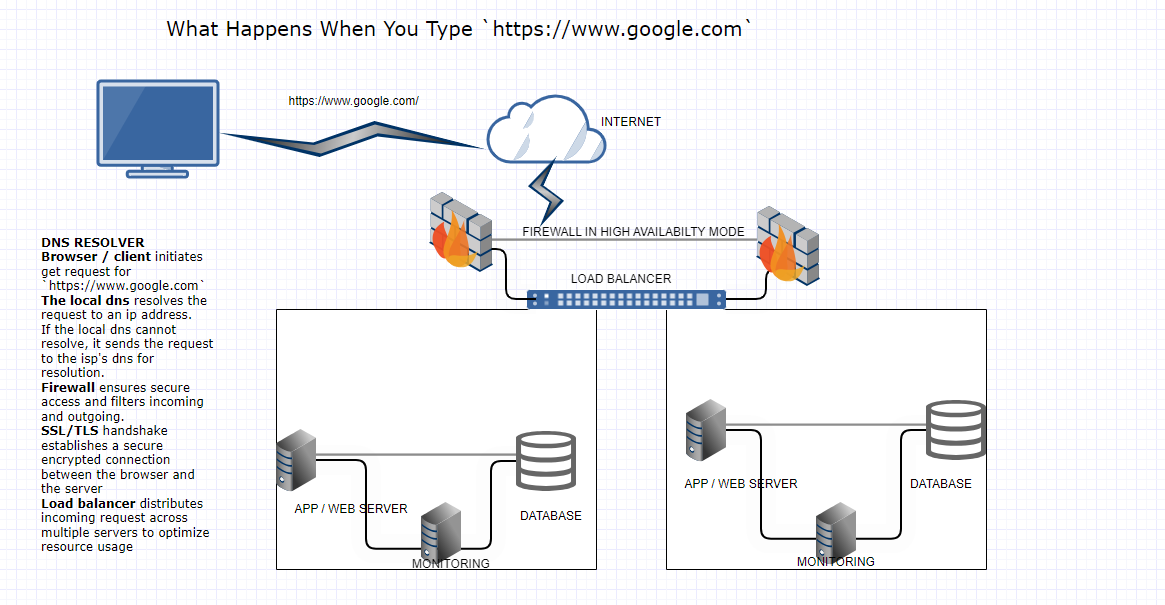 What Happens When You Type `https://www.google.com`
https://www.google.com/
INTERNET
FIREWALL IN HIGH AVAILABILTY MODE
LOAD BALANCER
DNS RESOLVER
Browser / client initiates
get request for
`https://www.google.com`
The local dns resolves the
request to an ip address.
If the local dns cannot
resolve, it sends the request
to the isp's dns for
resolution.
Firewall ensures secure
access and filters incoming
and outgoing.
SSL/TLS handshake
establishes a secure
encrypted connection
between the browser and
the server
Load balancer distributes
incoming request across
multiple servers to optimize
resource usage
APP / WEB SERVER
DATABASE
MONITORING
APP / WEB SERVER
DATABASE
MONITORING